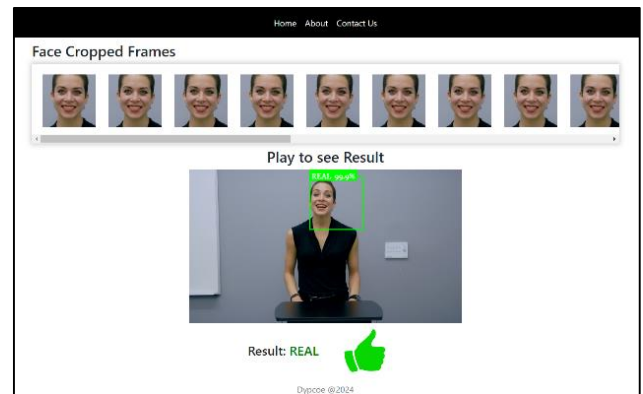 Home About Contact Us
Face Cropped Frames
Play to see Result
REAL 99.9%
Result: REAL
Dypcoe @2024